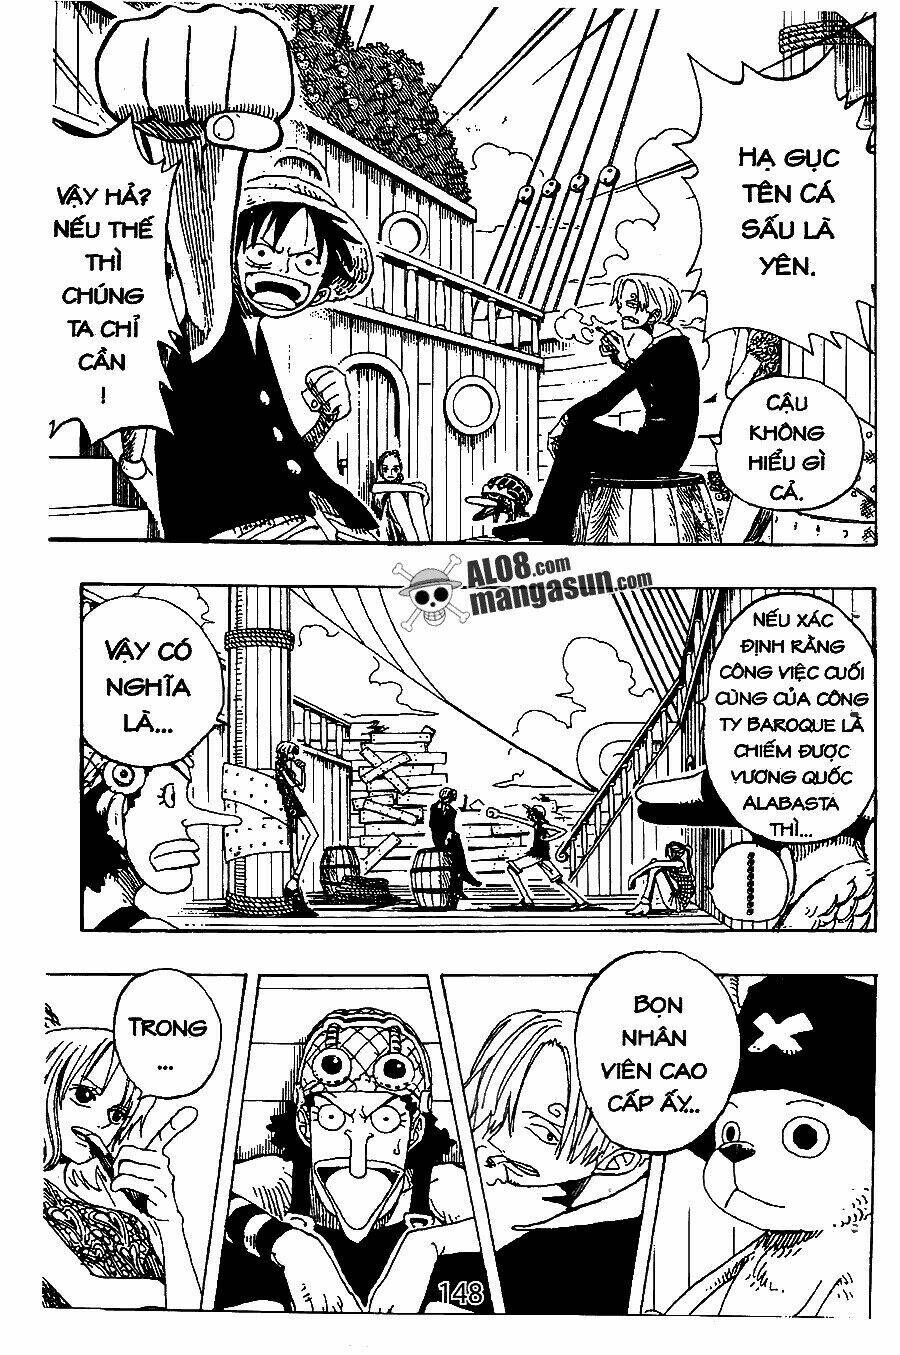 HẠ GỤC
TÊN CÁ
SẤU LÀ
YÊN.
VẬY HẢ?
NẾU THẾ
THÌ
CHÚNG
TA CHỈ
CẦN
!
CẬU
KHÔNG
HIỂU GÌ
CẢ.
AL08.com
mangasun.com
NẾU XÁC
ĐỊNH RẰNG
CÔNG VIỆC CUỐI
CÙNG CỦA CÔNG
TY BAROQUE LÀ
CHIẾM ĐƯỢC
VƯƠNG QUỐC
ALABASTA
THÌ...
VẬY CÓ
NGHĨA
LÀ...
BỌN
NHÂN
VIÊN CAO
CẤP ẤY...
TRONG
...
148